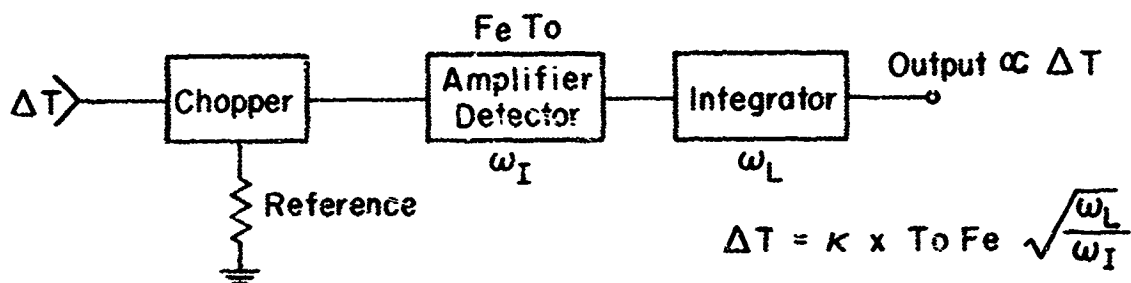 Fe To
ΔT
Chopper
Amplifier
Detector
Integrator
Output ∝ ΔT
ω_I
ω_L
Reference
ΔT = κ x To Fe √(ω_L/ω_I)